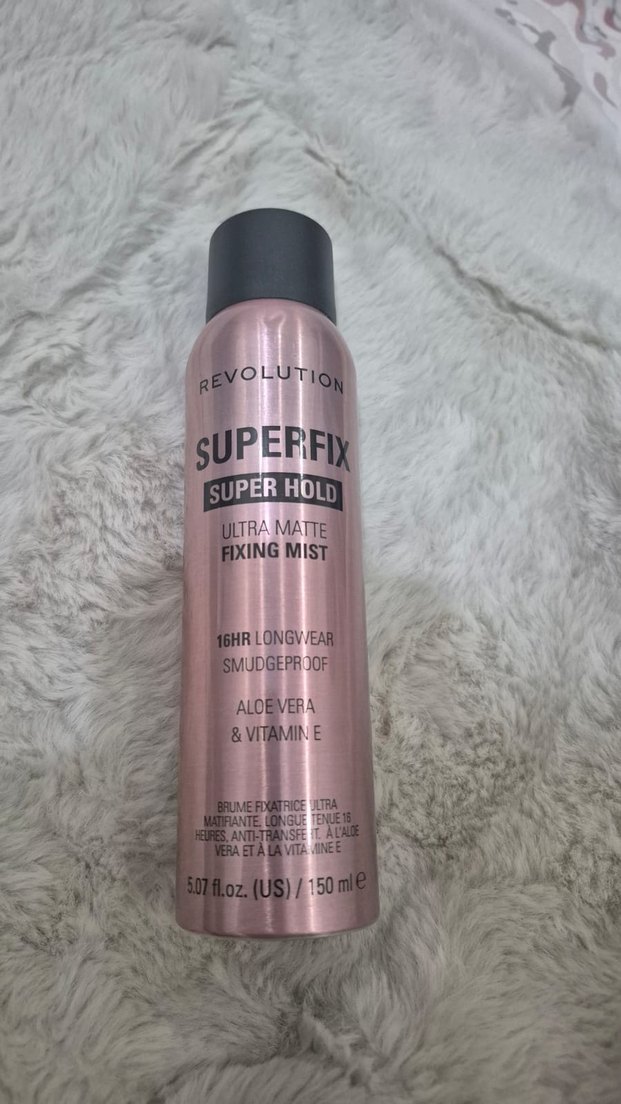 REVOLUTION
SUPERFIX
SUPER HOLD
ULTRA MATTE
FIXING MIST
16HR LONGWEAR
SMUDGEPROOF
ALOE VERA
& VITAMIN E
BRUME FIXATRICE ULTRA
MATIFIANTE, LONGUE TENUE 16
HEURES, ANTI-TRANSFERT. À L'ALOE
VERA ET À LA VITAMINE E
5.07 fl.oz. (US) / 150 ml e